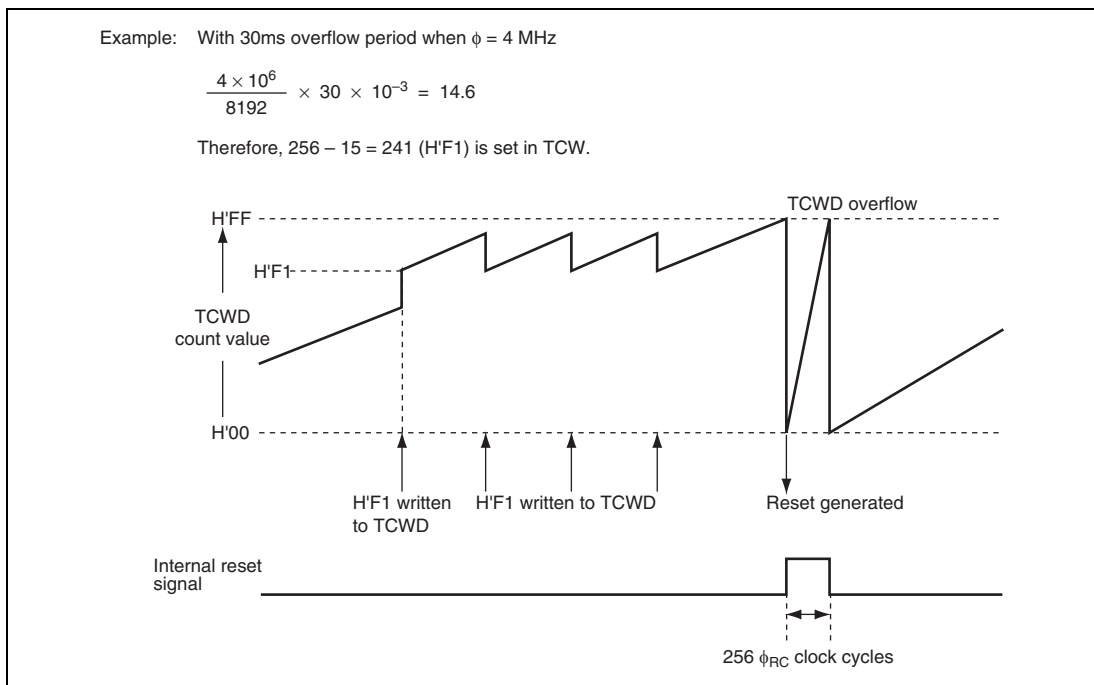 Example: With 30ms overflow period when ϕ = 4 MHz
4 × 10⁶
8192
× 30 × 10⁻³ = 14.6
Therefore, 256 – 15 = 241 (H'F1) is set in TCW.
TCWD overflow
H'FF
H'F1
TCWD
count value
H'00
H'F1 written
to TCWD
H'F1 written to TCWD
Reset generated
Internal reset
signal
256 ϕRC clock cycles